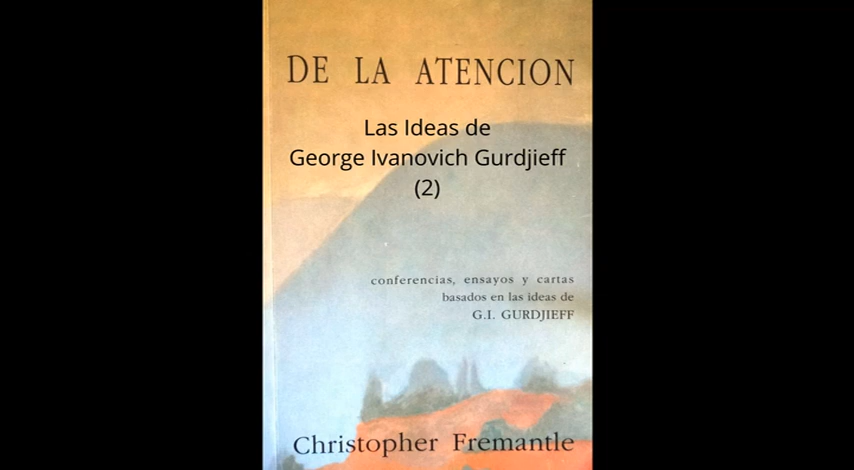 DE LA ATENCION
Las Ideas de
George Ivanovich Gurdjieff
(2)
conferencias, ensayos y cartas
basados en las ideas de
G.I. GURDJIEFF
Christopher Fremantle